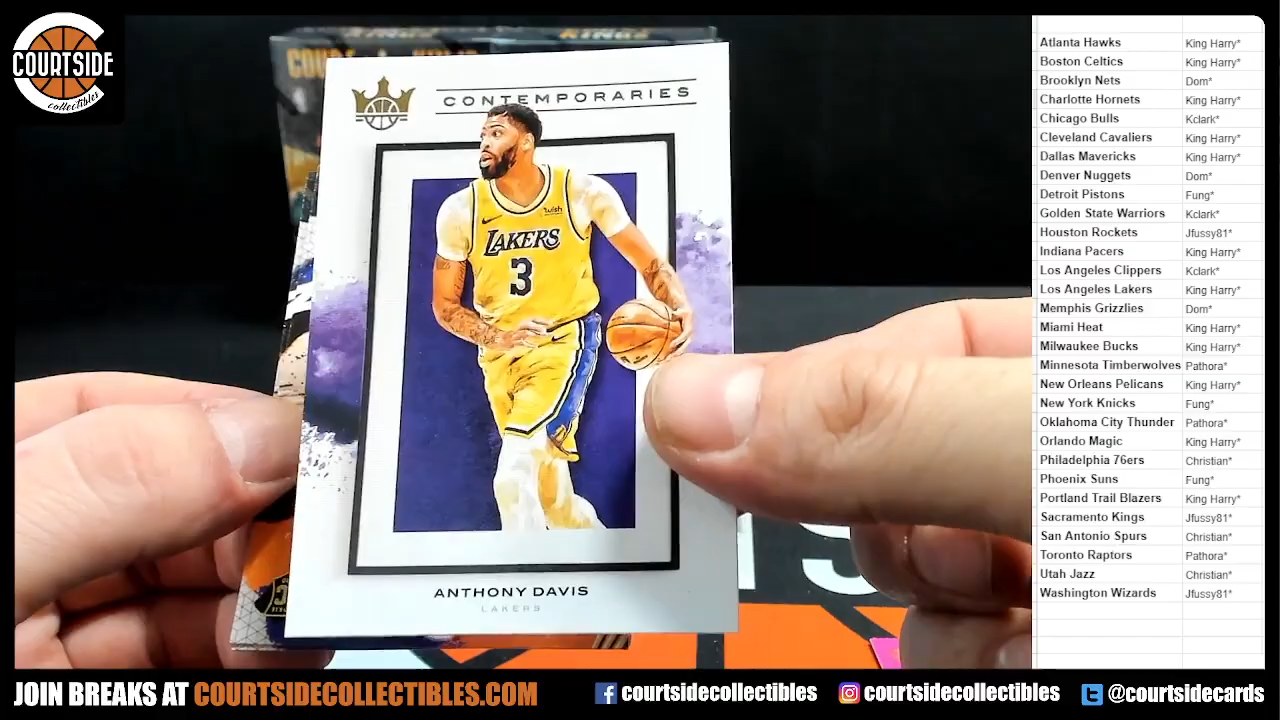 COURTSIDE
collectibles
KINGS
CONTEMPORARIES
wish
LAKERS
3
ANTHONY DAVIS
LAKERS
Atlanta Hawks King Harry*
Boston Celtics King Harry*
Brooklyn Nets Dom*
Charlotte Hornets King Harry*
Chicago Bulls Kclark*
Cleveland Cavaliers King Harry*
Dallas Mavericks King Harry*
Denver Nuggets Dom*
Detroit Pistons Fung*
Golden State Warriors Kclark*
Houston Rockets Jfussy81*
Indiana Pacers King Harry*
Los Angeles Clippers Kclark*
Los Angeles Lakers King Harry*
Memphis Grizzlies Dom*
Miami Heat King Harry*
Milwaukee Bucks King Harry*
Minnesota Timberwolves Pathora*
New Orleans Pelicans King Harry*
New York Knicks Fung*
Oklahoma City Thunder Pathora*
Orlando Magic King Harry*
Philadelphia 76ers Christian*
Phoenix Suns Fung*
Portland Trail Blazers King Harry*
Sacramento Kings Jfussy81*
San Antonio Spurs Christian*
Toronto Raptors Pathora*
Utah Jazz Christian*
Washington Wizards Jfussy81*
JOIN BREAKS AT COURTSIDECOLLECTIBLES.COM courtsidecollectibles courtsidecollectibles @courtsidecards